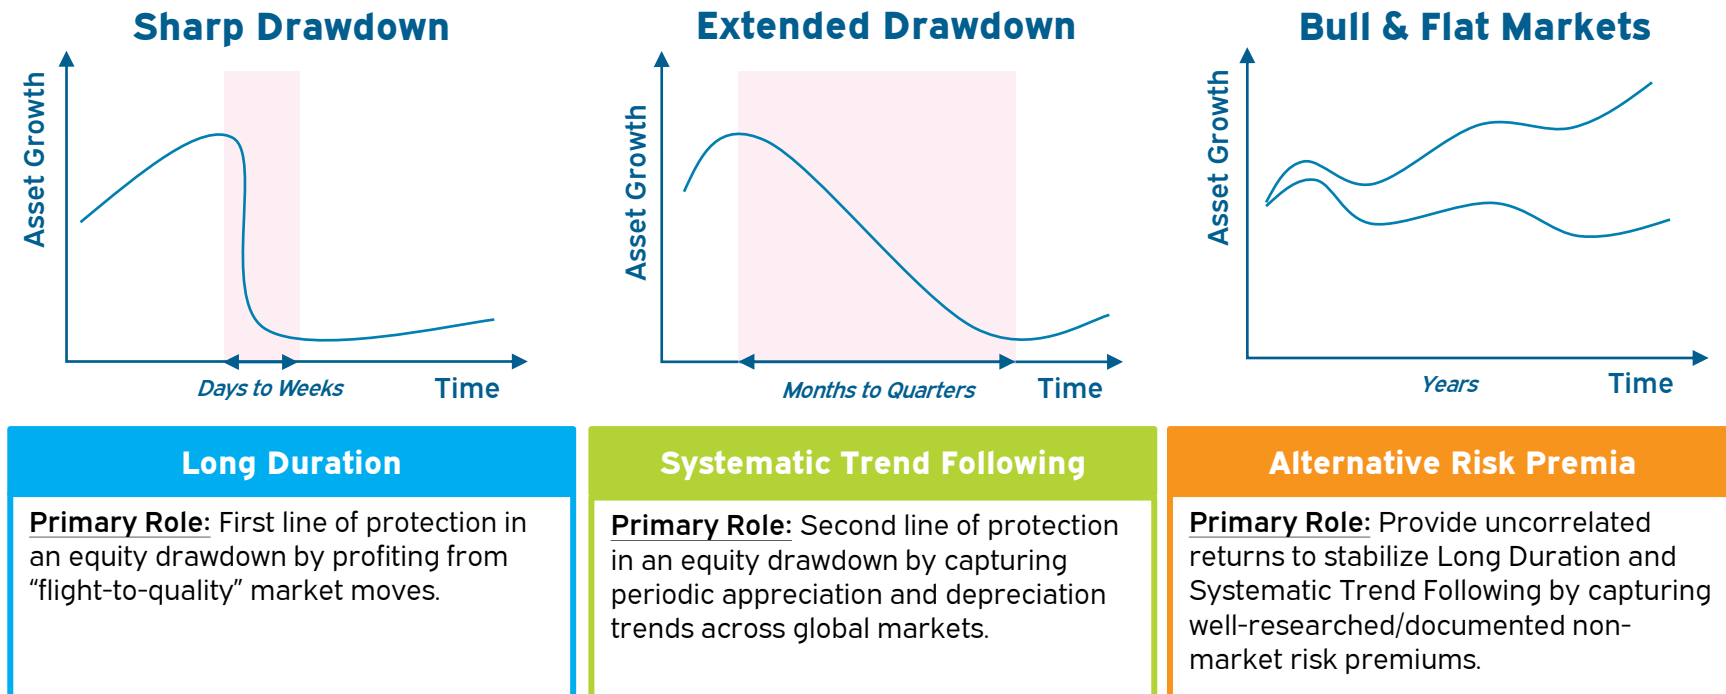 Sharp Drawdown
Asset Growth
Days to Weeks
Time
Extended Drawdown
Asset Growth
Months to Quarters
Time
Bull & Flat Markets
Asset Growth
Years
Time
Long Duration
Primary Role: First line of protection in
an equity drawdown by profiting from
“flight-to-quality” market moves.
Systematic Trend Following
Primary Role: Second line of protection
in an equity drawdown by capturing
periodic appreciation and depreciation
trends across global markets.
Alternative Risk Premia
Primary Role: Provide uncorrelated
returns to stabilize Long Duration and
Systematic Trend Following by capturing
well-researched/documented non-
market risk premiums.